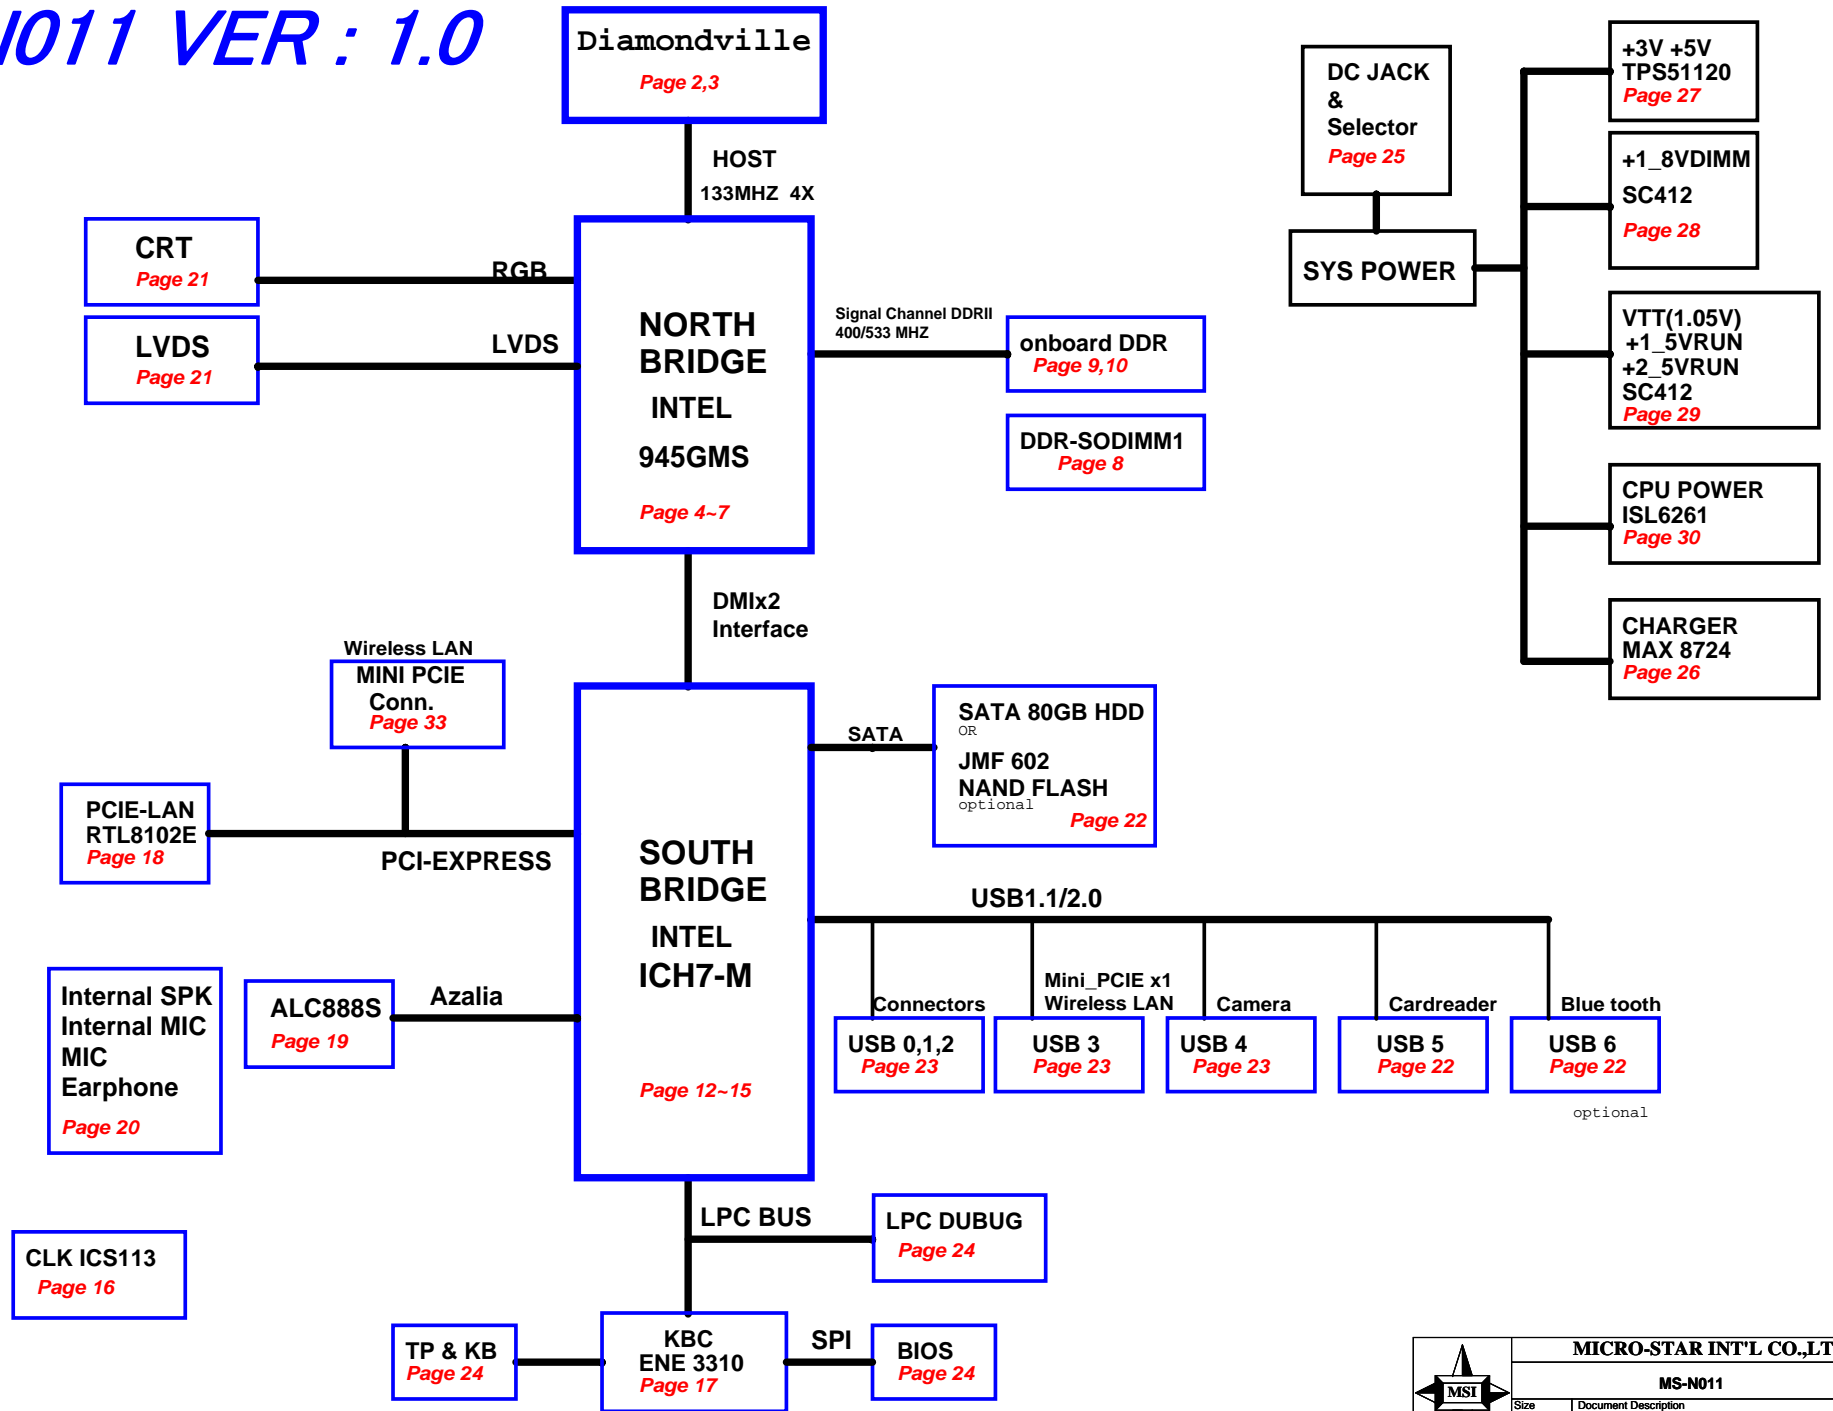 N011 VER : 1.0
Diamondville
Page 2,3
HOST
133MHZ 4X
CRT
Page 21
RGB
LVDS
Page 21
LVDS
NORTH
BRIDGE
INTEL
945GMS
Page 4~7
Signal Channel DDRII
400/533 MHZ
onboard DDR
Page 9,10
DDR-SODIMM1
Page 8
DC JACK
&
Selector
Page 25
SYS POWER
+3V +5V
TPS51120
Page 27
+1_8VDIMM
SC412
Page 28
VTT(1.05V)
+1_5VRUN
+2_5VRUN
SC412
Page 29
CPU POWER
ISL6261
Page 30
CHARGER
MAX 8724
Page 26
DMIx2
Interface
Wireless LAN
MINI PCIE
Conn.
Page 33
PCIE-LAN
RTL8102E
Page 18
PCI-EXPRESS
SATA
SATA 80GB HDD
OR
JMF 602
NAND FLASH
optional
Page 22
SOUTH
BRIDGE
INTEL
ICH7-M
Page 12~15
USB1.1/2.0
Internal SPK
Internal MIC
MIC
Earphone
Page 20
ALC888S
Page 19
Azalia
Connectors
USB 0,1,2
Page 23
Mini_PCIE x1
Wireless LAN
USB 3
Page 23
Camera
USB 4
Page 23
Cardreader
USB 5
Page 22
Blue tooth
USB 6
Page 22
optional
LPC BUS
LPC DUBUG
Page 24
CLK ICS113
Page 16
TP & KB
Page 24
KBC
ENE 3310
Page 17
SPI
BIOS
Page 24
MSI
MICRO-STAR INT'L CO.,LT
MS-N011
Size
Document Description